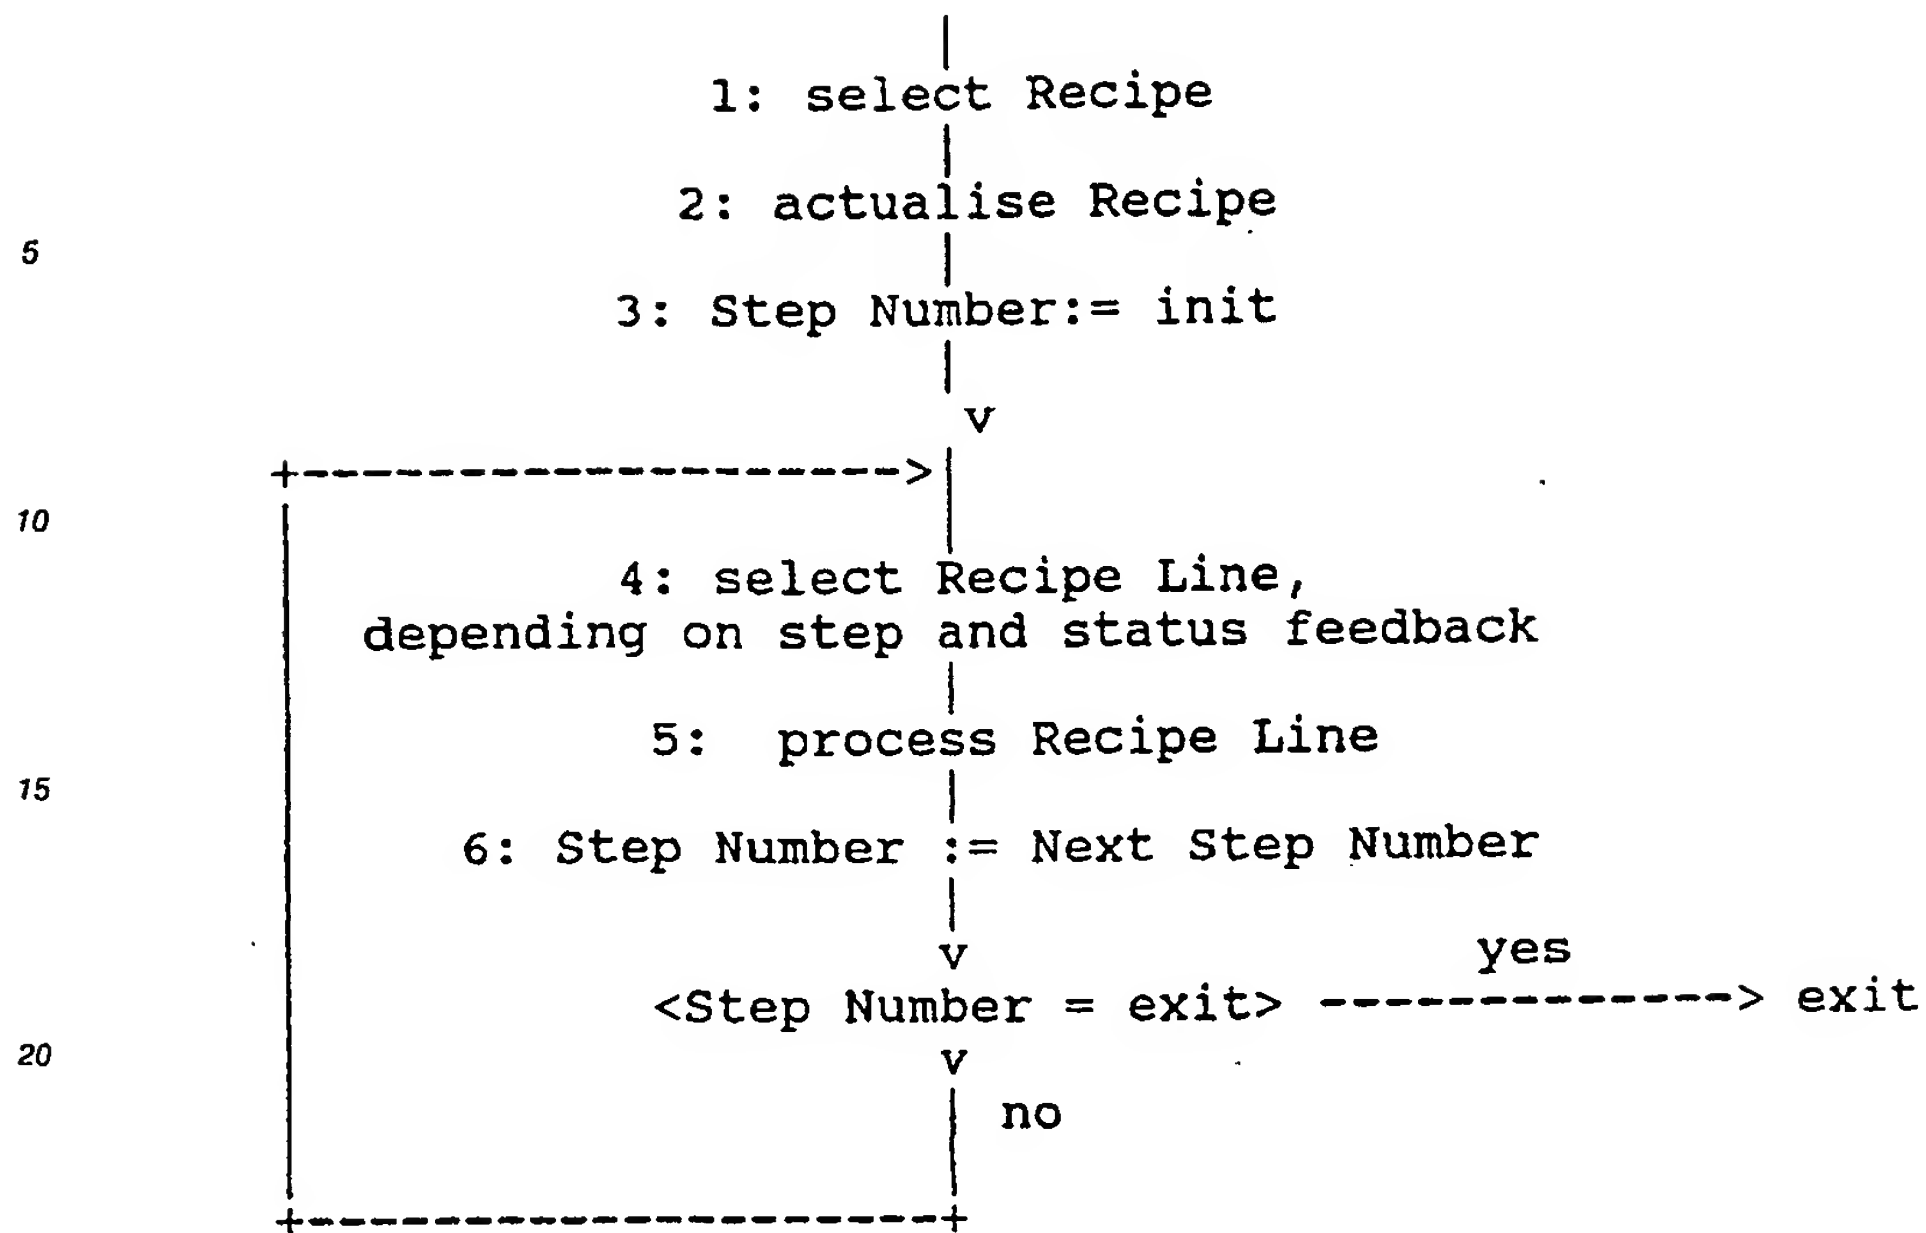 1: select Recipe
2: actualise Recipe
5
3: Step Number:= init
v
+-------------------->
10
4: select Recipe Line,
depending on step and status feedback
5: process Recipe Line
15
6: Step Number := Next Step Number
v
yes
<Step Number = exit> --------------> exit
20
v
no
+---------------------+